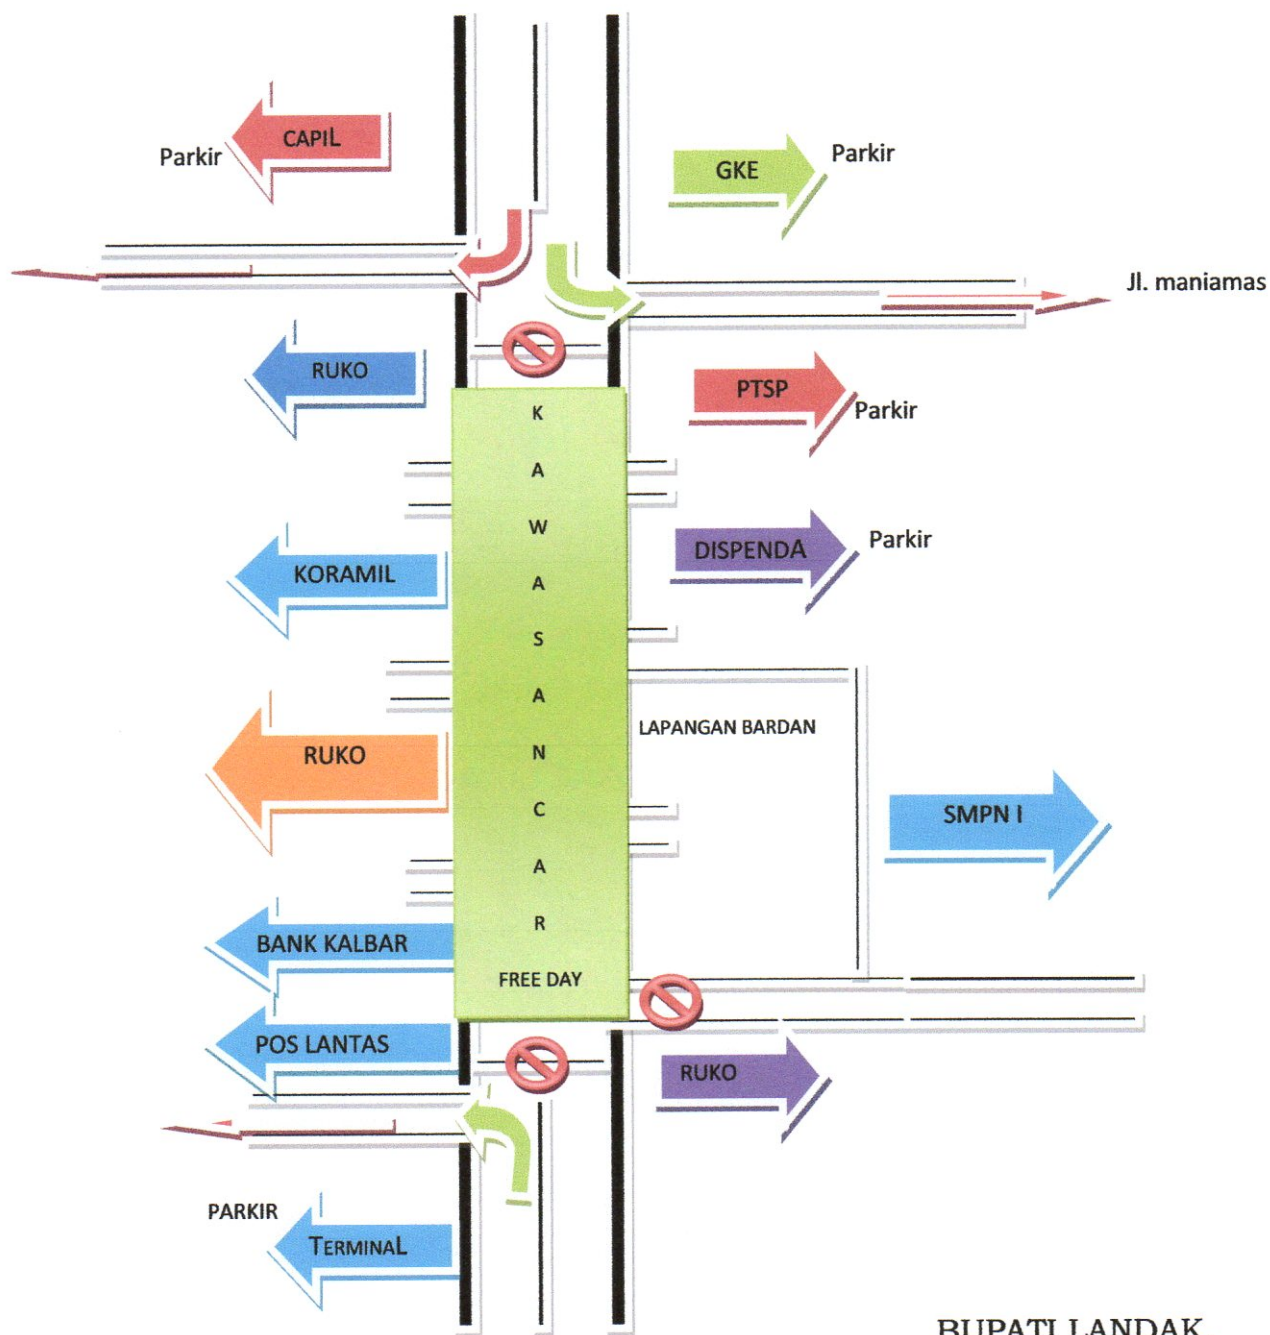 CAPIL
Parkir
GKE
Parkir
Jl. maniamas
RUKO
PTSP
Parkir
K
A
W
A
S
A
N
C
A
R
FREE DAY
DISPENDA
Parkir
KORAMIL
LAPANGAN BARDAN
RUKO
SMPN I
BANK KALBAR
POS LANTAS
RUKO
PARKIR
TERMINAL
BUPATI LANDAK